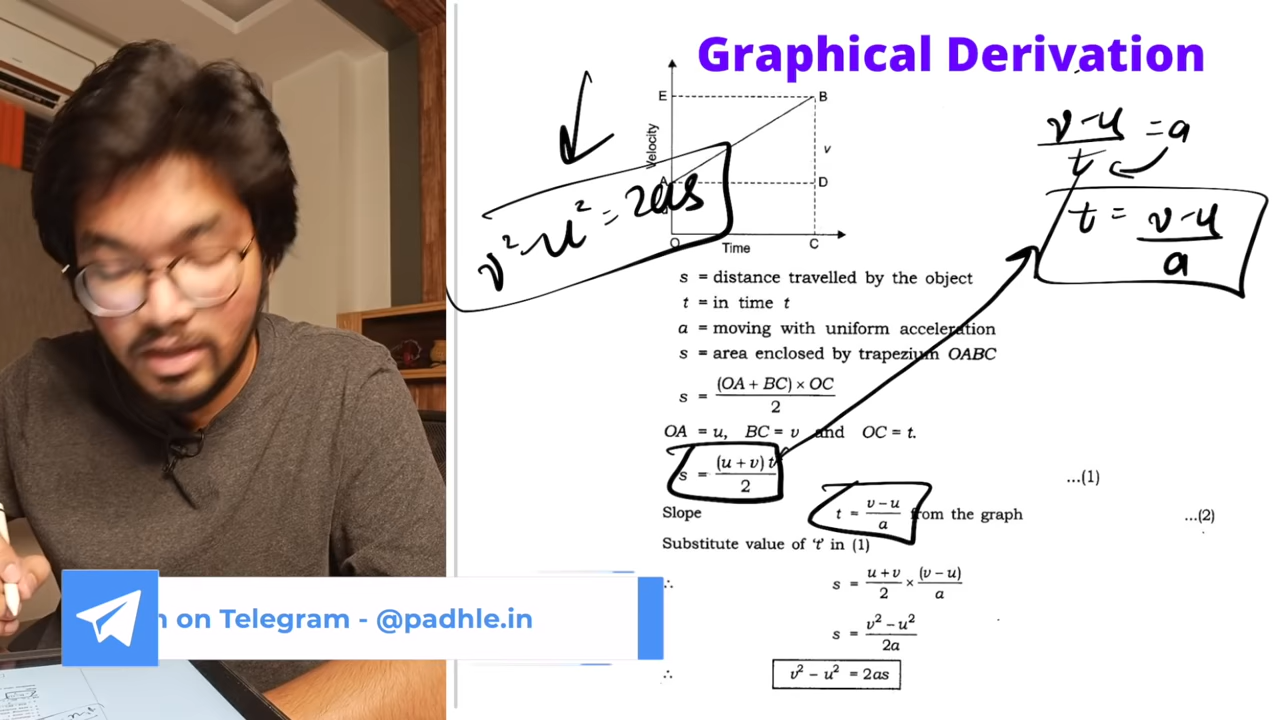 Graphical Derivation
E
B
Velocity
v
A
D
O
Time
C
v² - u² = 2as
v-u/t = a
t = v-u/a
s = distance travelled by the object
t = in time t
a = moving with uniform acceleration
s = area enclosed by trapezium OABC
s = (OA + BC) × OC / 2
OA = u, BC = v and OC = t.
s = (u + v) t / 2 ...(1)
Slope t = v – u / a from the graph ...(2)
Substitute value of 't' in (1)
∴ s = u + v / 2 × (v – u) / a
s = v² – u² / 2a
∴ v² – u² = 2as
on Telegram - @padhle.in